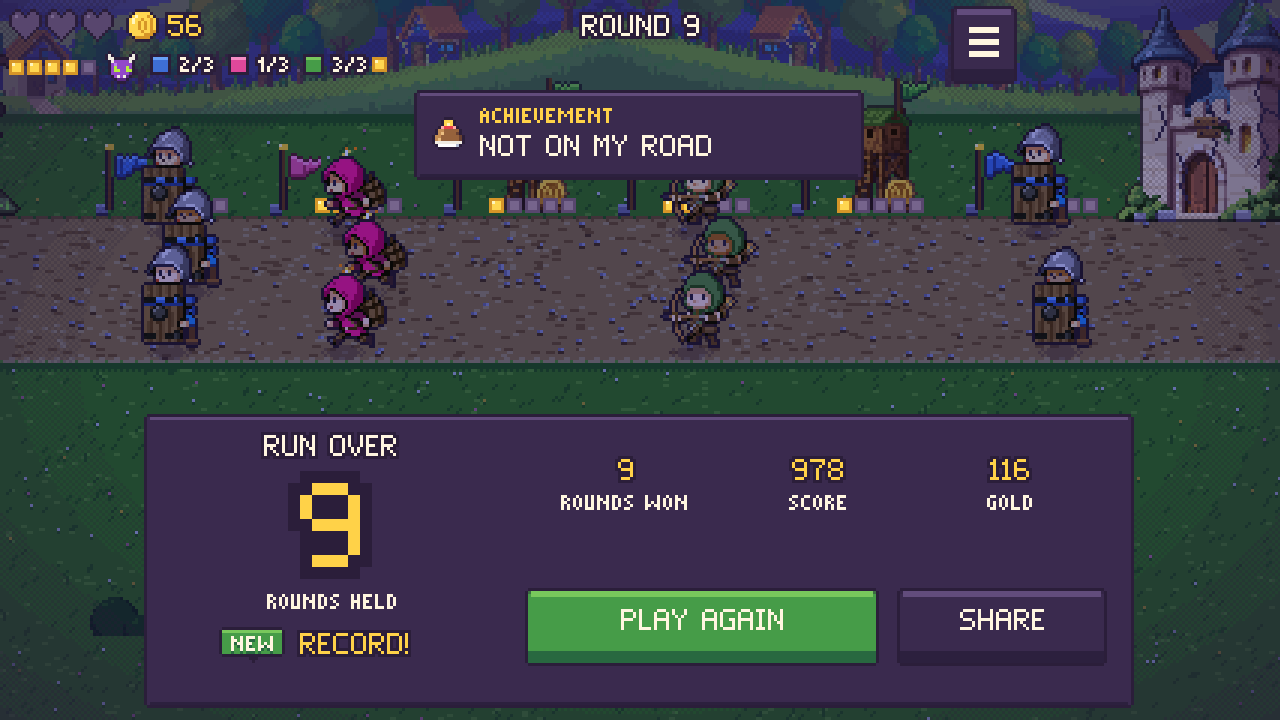 56
ROUND 9
2/3
1/3
3/3
ACHIEVEMENT
NOT ON MY ROAD
RUN OVER
9
ROUNDS HELD
NEW RECORD!
9
ROUNDS WON
978
SCORE
116
GOLD
PLAY AGAIN
SHARE